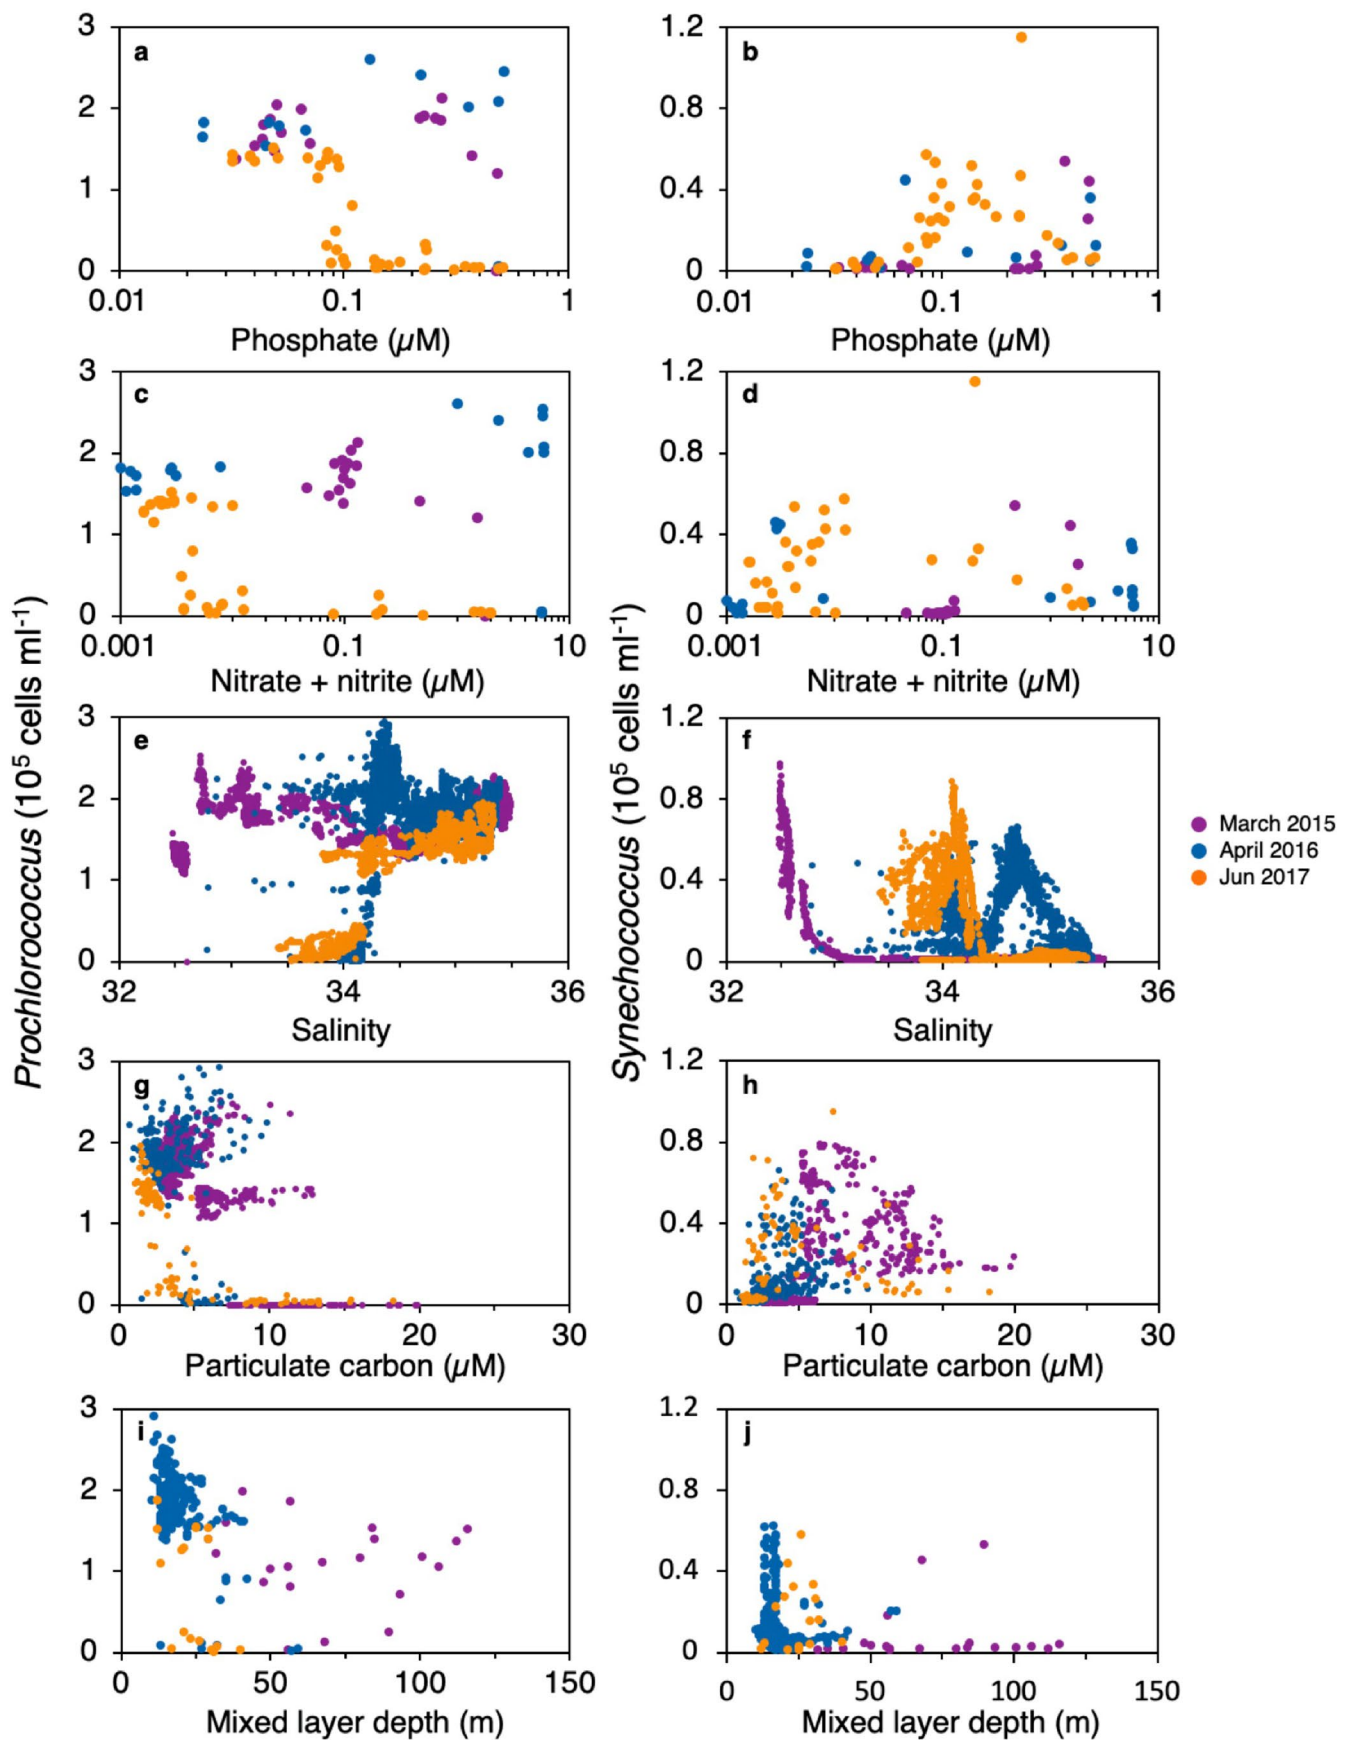 3
2
1
0
a
0.01
0.1
1
Phosphate (µM)
1.2
0.8
0.4
0
b
0.01
0.1
1
Phosphate (µM)
3
2
1
0
c
0.001
0.1
10
Nitrate + nitrite (µM)
1.2
0.8
0.4
0
d
0.001
0.1
10
Nitrate + nitrite (µM)
Prochlorococcus (10⁵ cells ml⁻¹)
Synechococcus (10⁵ cells ml⁻¹)
3
2
1
0
e
32
34
36
Salinity
1.2
0.8
0.4
0
f
32
34
36
Salinity
March 2015
April 2016
Jun 2017
3
2
1
0
g
0
10
20
30
Particulate carbon (µM)
1.2
0.8
0.4
0
h
0
10
20
30
Particulate carbon (µM)
3
2
1
0
i
0
50
100
150
Mixed layer depth (m)
1.2
0.8
0.4
0
j
0
50
100
150
Mixed layer depth (m)